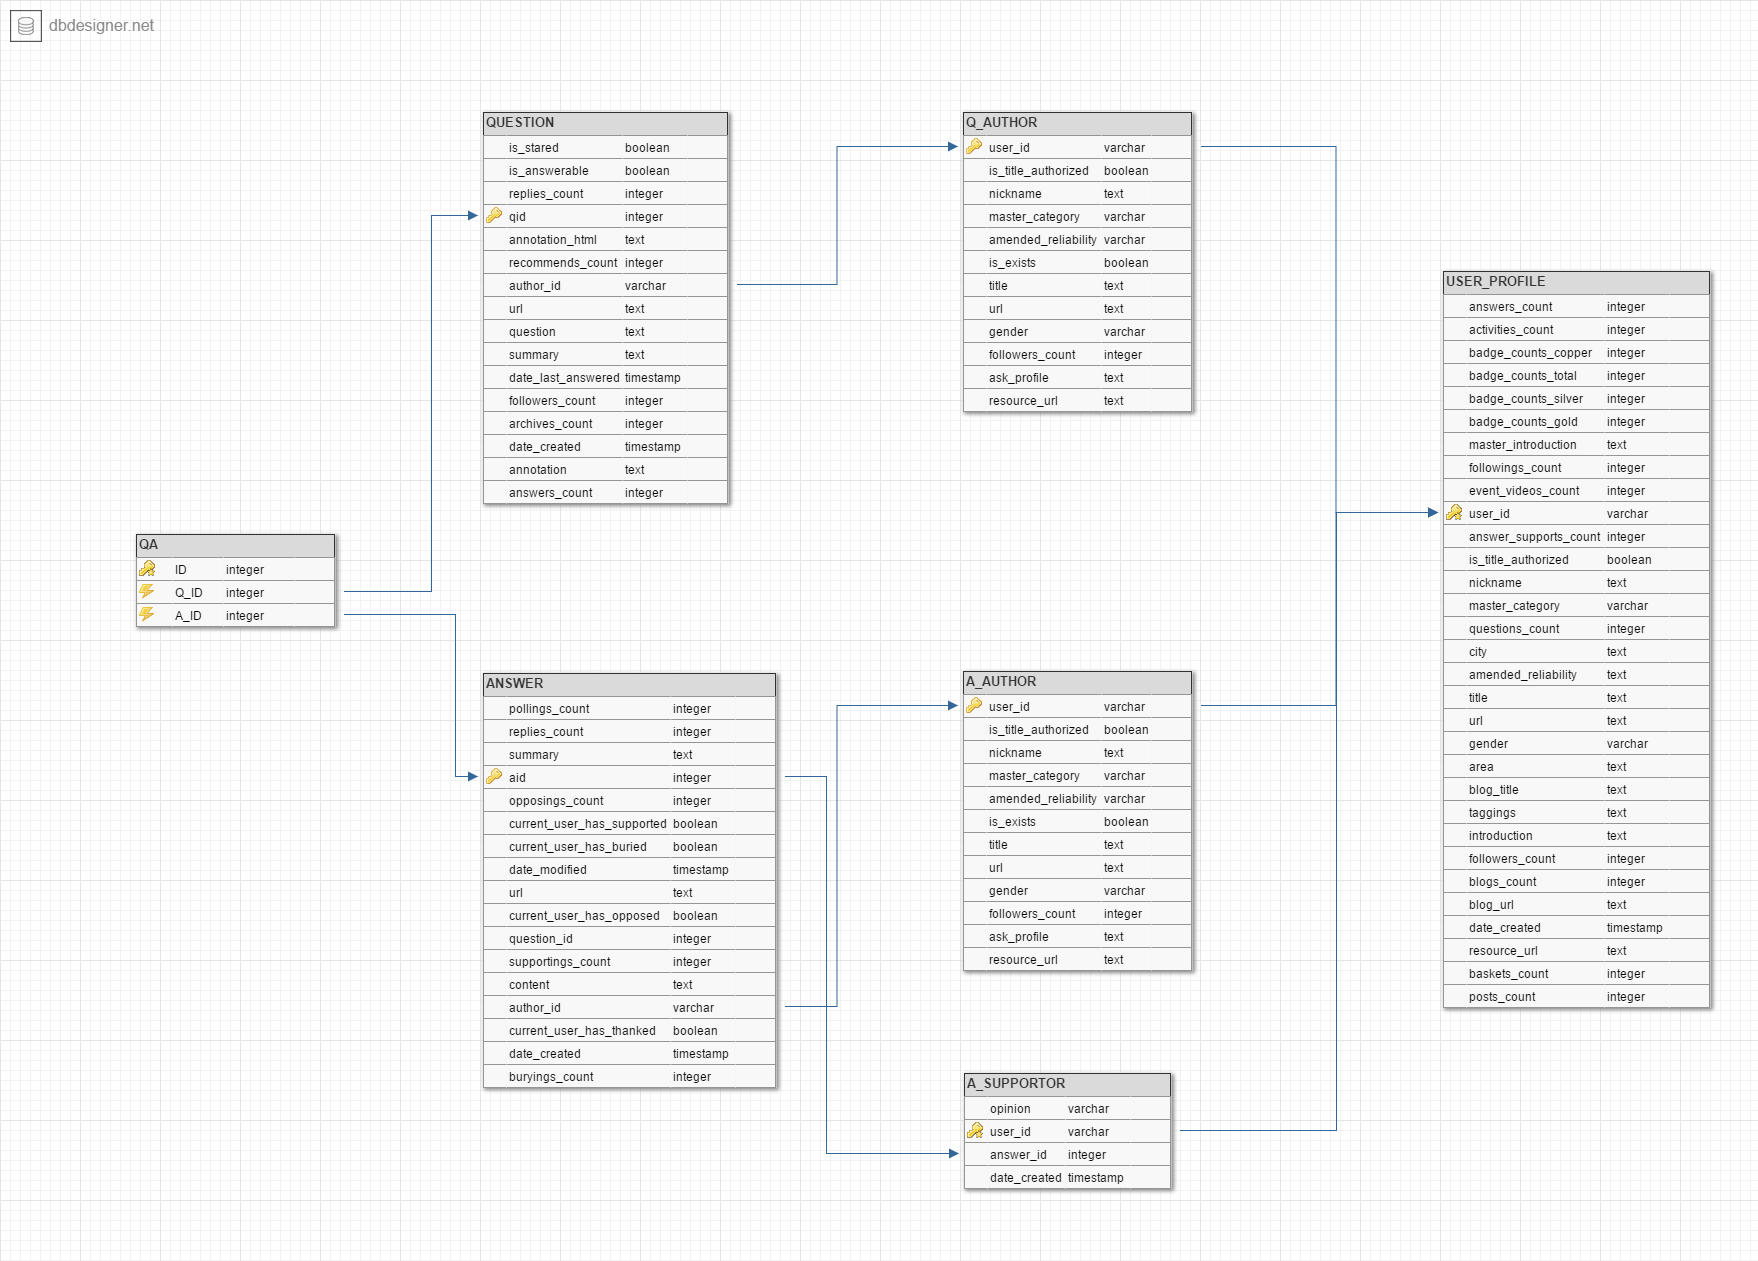 dbdesigner.net
QUESTION
is_stared boolean
is_answerable boolean
replies_count integer
qid integer
annotation_html text
recommends_count integer
author_id varchar
url text
question text
summary text
date_last_answered timestamp
followers_count integer
archives_count integer
date_created timestamp
annotation text
answers_count integer
Q_AUTHOR
user_id varchar
is_title_authorized boolean
nickname text
master_category varchar
amended_reliability varchar
is_exists boolean
title text
url text
gender varchar
followers_count integer
ask_profile text
resource_url text
USER_PROFILE
answers_count integer
activities_count integer
badge_counts_copper integer
badge_counts_total integer
badge_counts_silver integer
badge_counts_gold integer
master_introduction text
followings_count integer
event_videos_count integer
user_id varchar
answer_supports_count integer
is_title_authorized boolean
nickname text
master_category varchar
questions_count integer
city text
amended_reliability text
title text
url text
gender varchar
area text
blog_title text
taggings text
introduction text
followers_count integer
blogs_count integer
blog_url text
date_created timestamp
resource_url text
baskets_count integer
posts_count integer
QA
ID integer
Q_ID integer
A_ID integer
ANSWER
pollings_count integer
replies_count integer
summary text
aid integer
opposings_count integer
current_user_has_supported boolean
current_user_has_buried boolean
date_modified timestamp
url text
current_user_has_opposed boolean
question_id integer
supportings_count integer
content text
author_id varchar
current_user_has_thanked boolean
date_created timestamp
buryings_count integer
A_AUTHOR
user_id varchar
is_title_authorized boolean
nickname text
master_category varchar
amended_reliability varchar
is_exists boolean
title text
url text
gender varchar
followers_count integer
ask_profile text
resource_url text
A_SUPPORTOR
opinion varchar
user_id varchar
answer_id integer
date_created timestamp